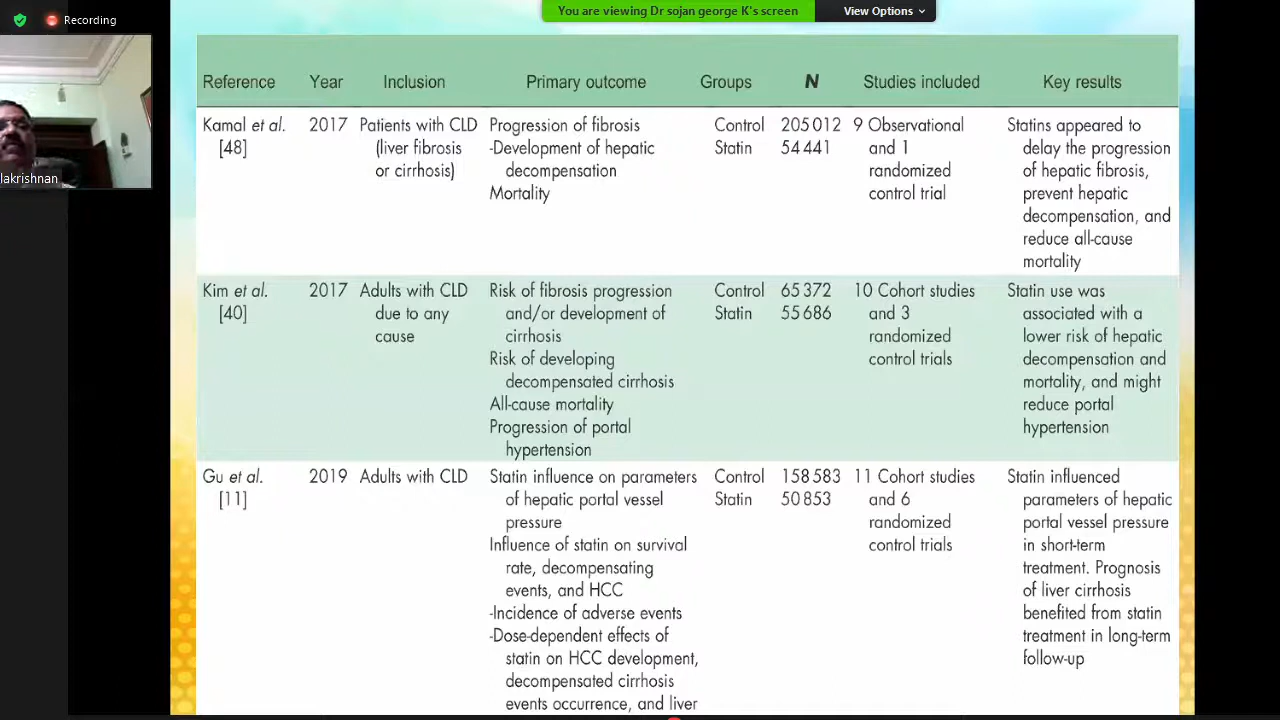 Recording
You are viewing Dr sojan george K's screen
View Options
lakrishnan
Reference Year Inclusion Primary outcome Groups N Studies included Key results
Kamal et al. 2017 Patients with CLD Progression of fibrosis Control 205 012 9 Observational Statins appeared to
[48] (liver fibrosis -Development of hepatic Statin 54 441 and 1 delay the progression
or cirrhosis) decompensation randomized of hepatic fibrosis,
Mortality control trial prevent hepatic
decompensation, and
reduce all-cause
mortality
Kim et al. 2017 Adults with CLD Risk of fibrosis progression Control 65 372 10 Cohort studies Statin use was
[40] due to any and/or development of Statin 55 686 and 3 associated with a
cause cirrhosis randomized lower risk of hepatic
Risk of developing control trials decompensation and
decompensated cirrhosis mortality, and might
All-cause mortality reduce portal
Progression of portal hypertension
hypertension
Gu et al. 2019 Adults with CLD Statin influence on parameters Control 158 583 11 Cohort studies Statin influenced
[11] of hepatic portal vessel Statin 50 853 and 6 parameters of hepatic
pressure randomized portal vessel pressure
Influence of statin on survival control trials in short-term
rate, decompensating treatment. Prognosis
events, and HCC of liver cirrhosis
-Incidence of adverse events benefited from statin
-Dose-dependent effects of treatment in long-term
statin on HCC development, follow-up
decompensated cirrhosis
events occurrence, and liver